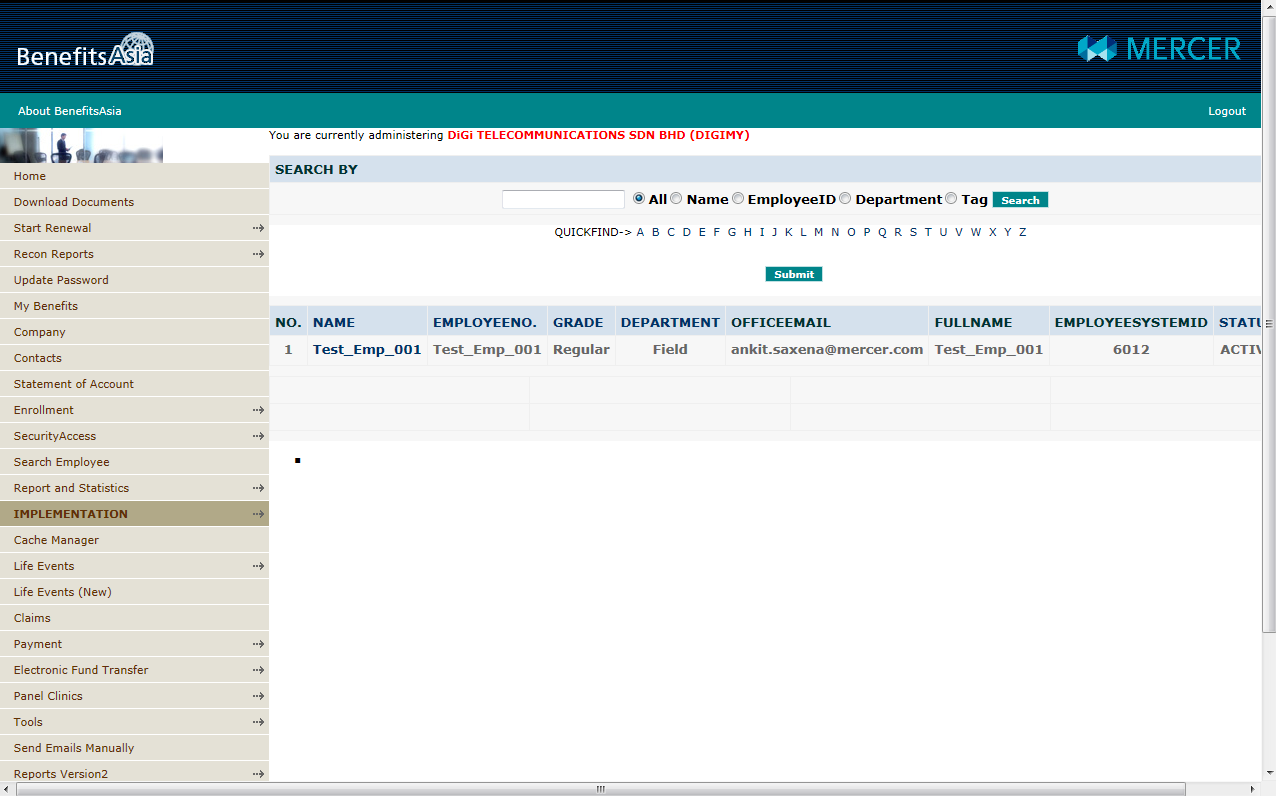 BenefitsAsia
MERCER
About BenefitsAsia
Logout
You are currently administering DiGi TELECOMMUNICATIONS SDN BHD (DIGIMY)
SEARCH BY
All Name EmployeeID Department Tag Search
QUICKFIND-> A B C D E F G H I J K L M N O P Q R S T U V W X Y Z
Submit
NO. NAME EMPLOYEENO. GRADE DEPARTMENT OFFICEEMAIL FULLNAME EMPLOYEESYSTEMID STATU
1 Test_Emp_001 Test_Emp_001 Regular Field ankit.saxena@mercer.com Test_Emp_001 6012 ACTIV
Home
Download Documents
Start Renewal
Recon Reports
Update Password
My Benefits
Company
Contacts
Statement of Account
Enrollment
SecurityAccess
Search Employee
Report and Statistics
IMPLEMENTATION
Cache Manager
Life Events
Life Events (New)
Claims
Payment
Electronic Fund Transfer
Panel Clinics
Tools
Send Emails Manually
Reports Version2